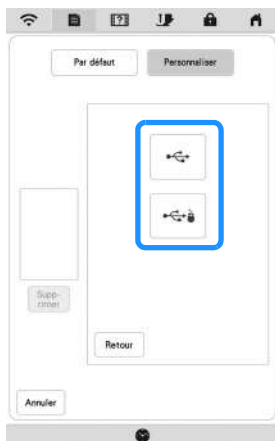 Par défaut
Personnaliser
Supp-
rimer
Retour
Annuler